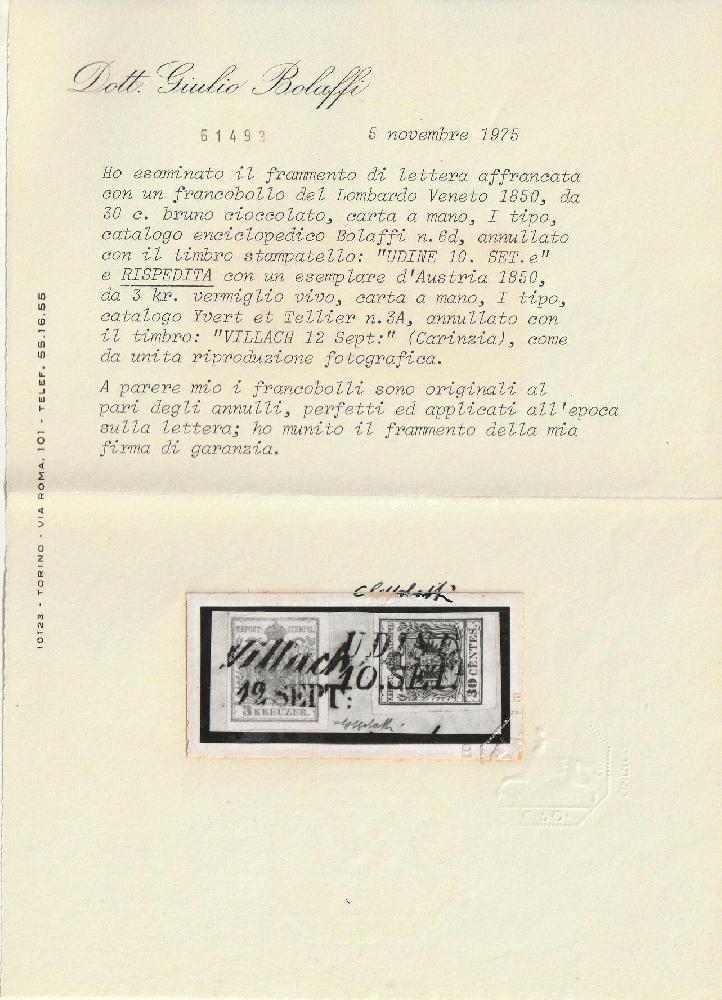 Dott. Giulio Bolaffi
61493
5 novembre 1975
Ho esaminato il frammento di lettera affrancata
con un francobollo del Lombardo Veneto 1850, da
30 c. bruno cioccolato, carta a mano, I tipo,
catalogo enciclopedico Bolaffi n.6d, annullato
con il timbro stampatello: "UDINE 10. SET.e"
e RISPEDITA con un esemplare d'Austria 1850,
da 3 kr. vermiglio vivo, carta a mano, I tipo,
catalogo Yvert et Tellier n.3A, annullato con
il timbro: "VILLACH 12 Sept:" (Carinzia), come
da unita riproduzione fotografica.
A parere mio i francobolli sono originali al
pari degli annulli, perfetti ed applicati all'epoca
sulla lettera; ho munito il frammento della mia
firma di garanzia.
10123 - TORINO - VIA ROMA, 101 - TELEF. 55.16.55
STEMPEL
Villach
12 SEPT:
3 KREUZER.
UDINE
10. SET.
30 CENTES.